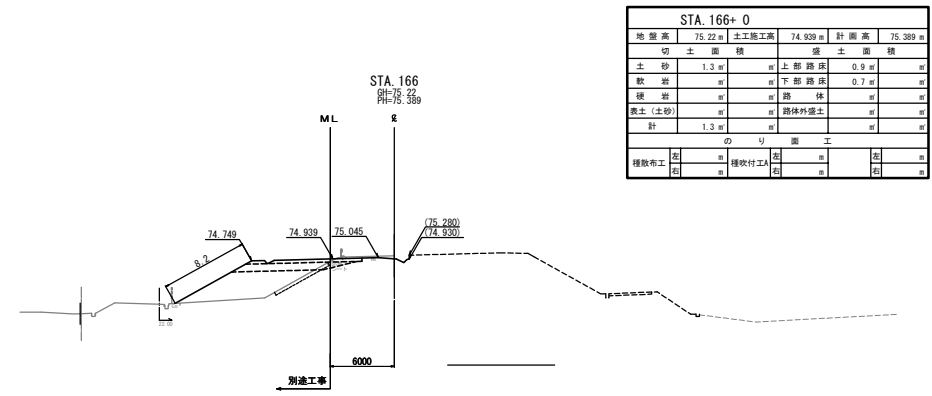 STA. 166+ 0
地 盤 高 75.22 m 土工施工高 74.939 m 計 画 高 75.389 m
切 土 面 積 盛 土 面 積
土 砂 1.3 ㎡ ㎡ 上 部 路 床 0.9 ㎡ ㎡
軟 岩 ㎡ ㎡ 下 部 路 床 0.7 ㎡ ㎡
硬 岩 ㎡ ㎡ 路 体 ㎡ ㎡
表土 (土砂) ㎡ ㎡ 路体外盛土 ㎡ ㎡
計 1.3 ㎡ ㎡ ㎡ ㎡
の り 面 工
種散布工 左 m 種吹付工A 左 m 左 m
右 m 右 m 右 m
STA. 166
GH=75.22
PH=75.389
ML ℄
74.749
74.939
75.045
(75.280)
(74.930)
8.2
22.00
6000
別途工事